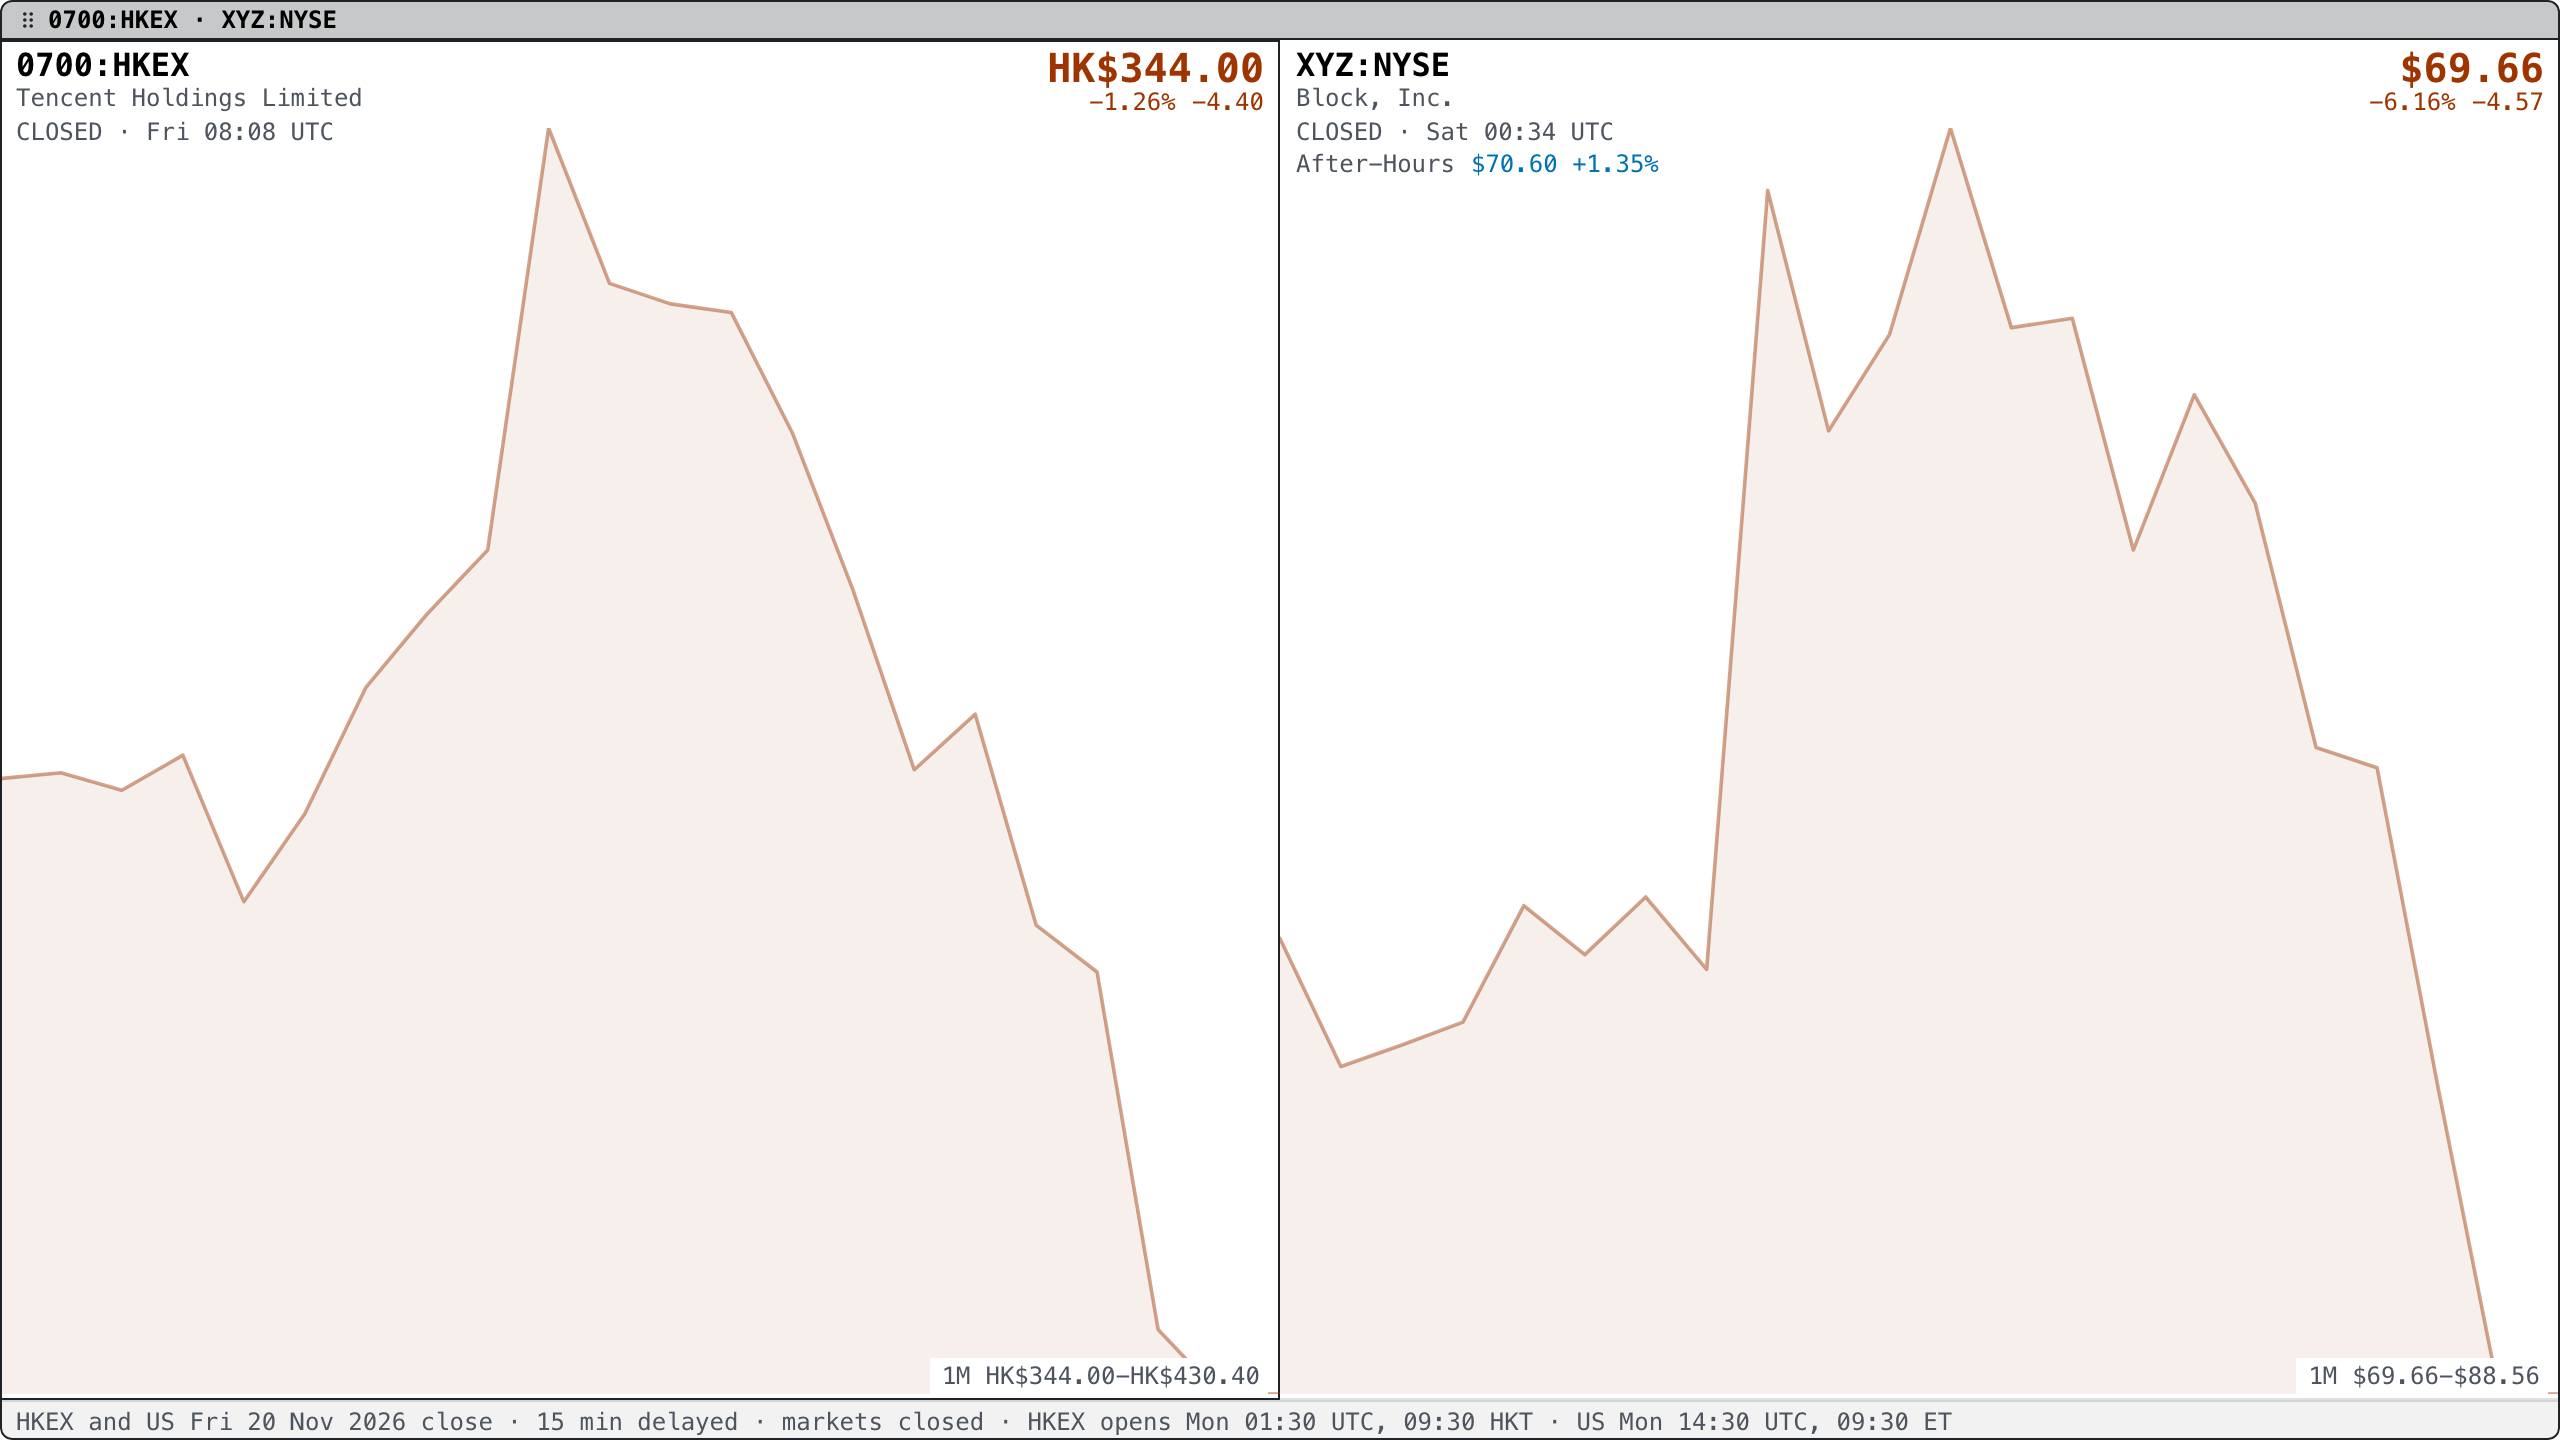 ⠿ 0700:HKEX · XYZ:NYSE
0700:HKEX
HK$344.00
Tencent Holdings Limited
−1.26% −4.40
CLOSED · Fri 08:08 UTC
1M HK$344.00–HK$430.40
XYZ:NYSE
$69.66
Block, Inc.
−6.16% −4.57
CLOSED · Sat 00:34 UTC
After-Hours $70.60 +1.35%
1M $69.66–$88.56
HKEX and US Fri 20 Nov 2026 close · 15 min delayed · markets closed · HKEX opens Mon 01:30 UTC, 09:30 HKT · US Mon 14:30 UTC, 09:30 ET